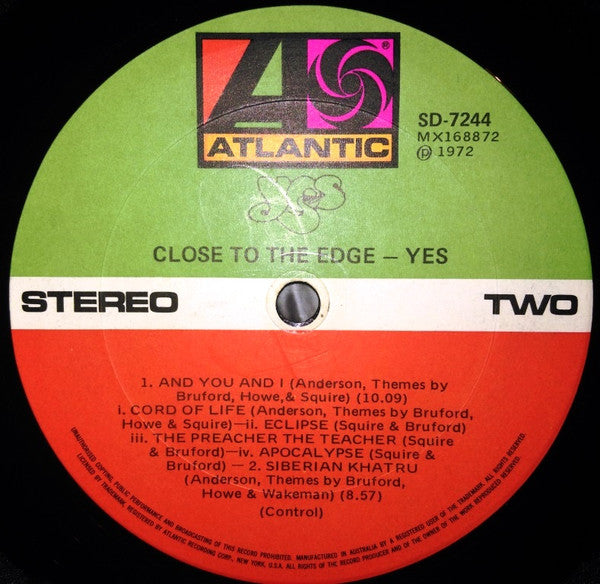 ATLANTIC ®
SD-7244
MX168872
℗ 1972
yes
CLOSE TO THE EDGE – YES
STEREO
TWO
1. AND YOU AND I (Anderson, Themes by
Bruford, Howe,& Squire) (10.09)
i. CORD OF LIFE (Anderson, Themes by Bruford,
Howe & Squire)—ii. ECLIPSE (Squire & Bruford)
iii. THE PREACHER THE TEACHER (Squire
& Bruford)—iv. APOCALYPSE (Squire &
Bruford) — 2. SIBERIAN KHATRU
(Anderson, Themes by Bruford,
Howe & Wakeman) (8.57)
(Control)
UNAUTHORISED COPYING, PUBLIC PERFORMANCE AND BROADCASTING OF THIS RECORD PROHIBITED. MANUFACTURED IN AUSTRALIA BY A REGISTERED USER OF THE TRADEMARK. ALL RIGHTS RESERVED.
LICENSED BY TRADEMARK, REGISTERED BY ATLANTIC RECORDING CORP., NEW YORK, U.S.A. ALL RIGHTS OF THE RECORD PRODUCER AND OF THE OWNER OF THE WORK REPRODUCED RESERVED.